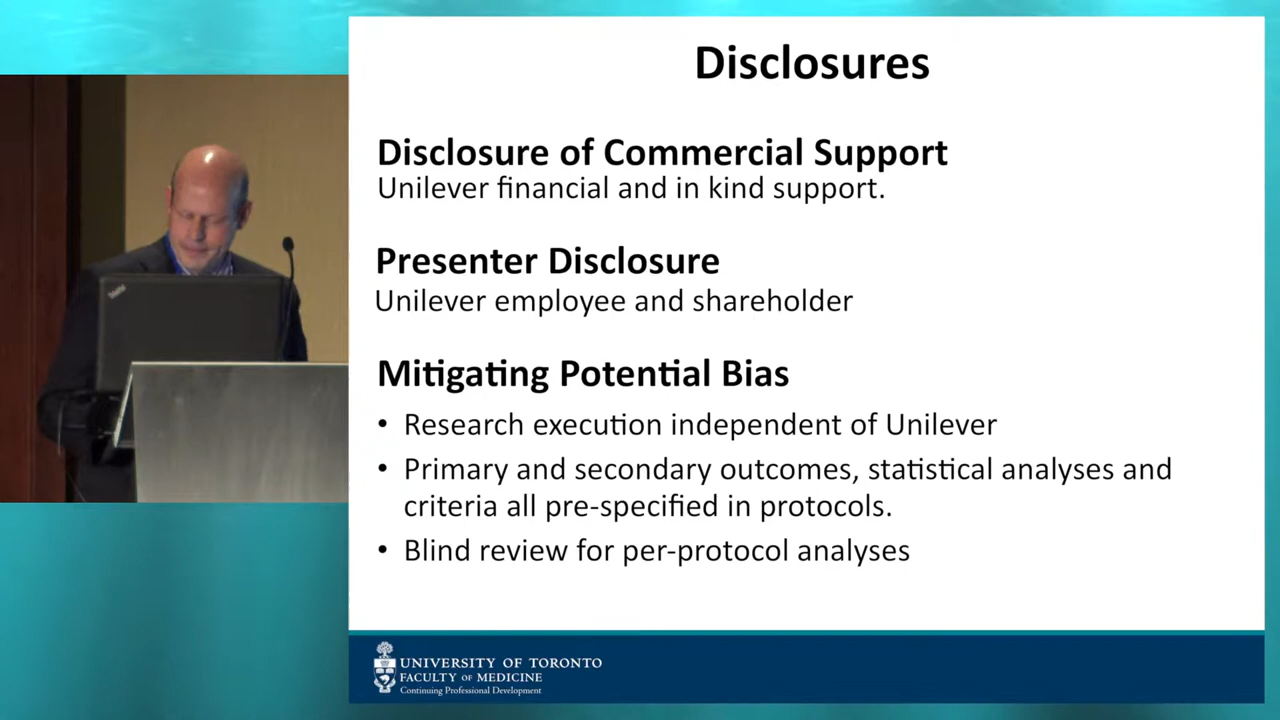 Disclosures
Disclosure of Commercial Support
Unilever financial and in kind support.
Presenter Disclosure
Unilever employee and shareholder
Mitigating Potential Bias
• Research execution independent of Unilever
• Primary and secondary outcomes, statistical analyses and
criteria all pre-specified in protocols.
• Blind review for per-protocol analyses
UNIVERSITY OF TORONTO
FACULTY OF MEDICINE
Continuing Professional Development
ThinkPad